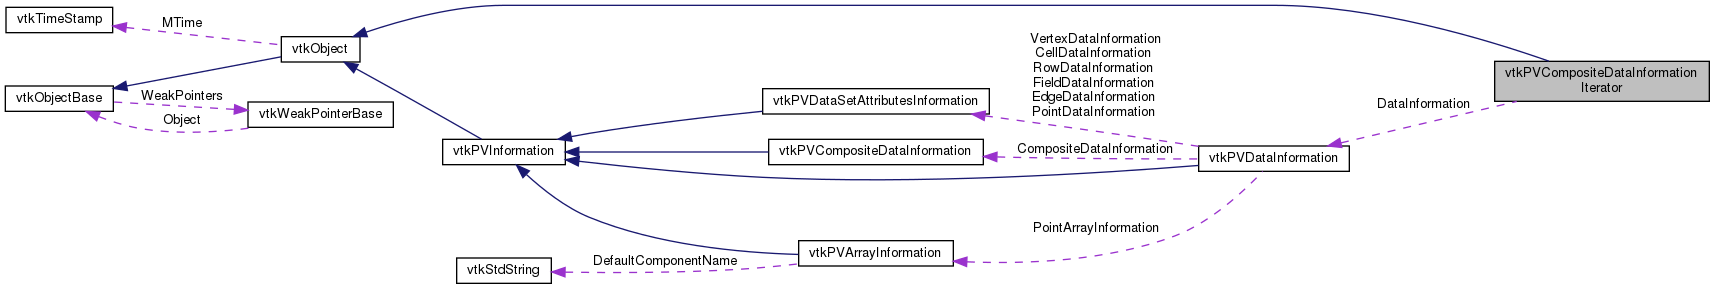 vtkTimeStamp
MTime
vtkObject
vtkObjectBase
WeakPointers
Object
vtkWeakPointerBase
vtkPVInformation
vtkPVDataSetAttributesInformation
vtkPVCompositeDataInformation
VertexDataInformation
CellDataInformation
RowDataInformation
FieldDataInformation
EdgeDataInformation
PointDataInformation
CompositeDataInformation
vtkPVDataInformation
DataInformation
vtkPVCompositeDataInformation
Iterator
PointArrayInformation
vtkPVArrayInformation
DefaultComponentName
vtkStdString